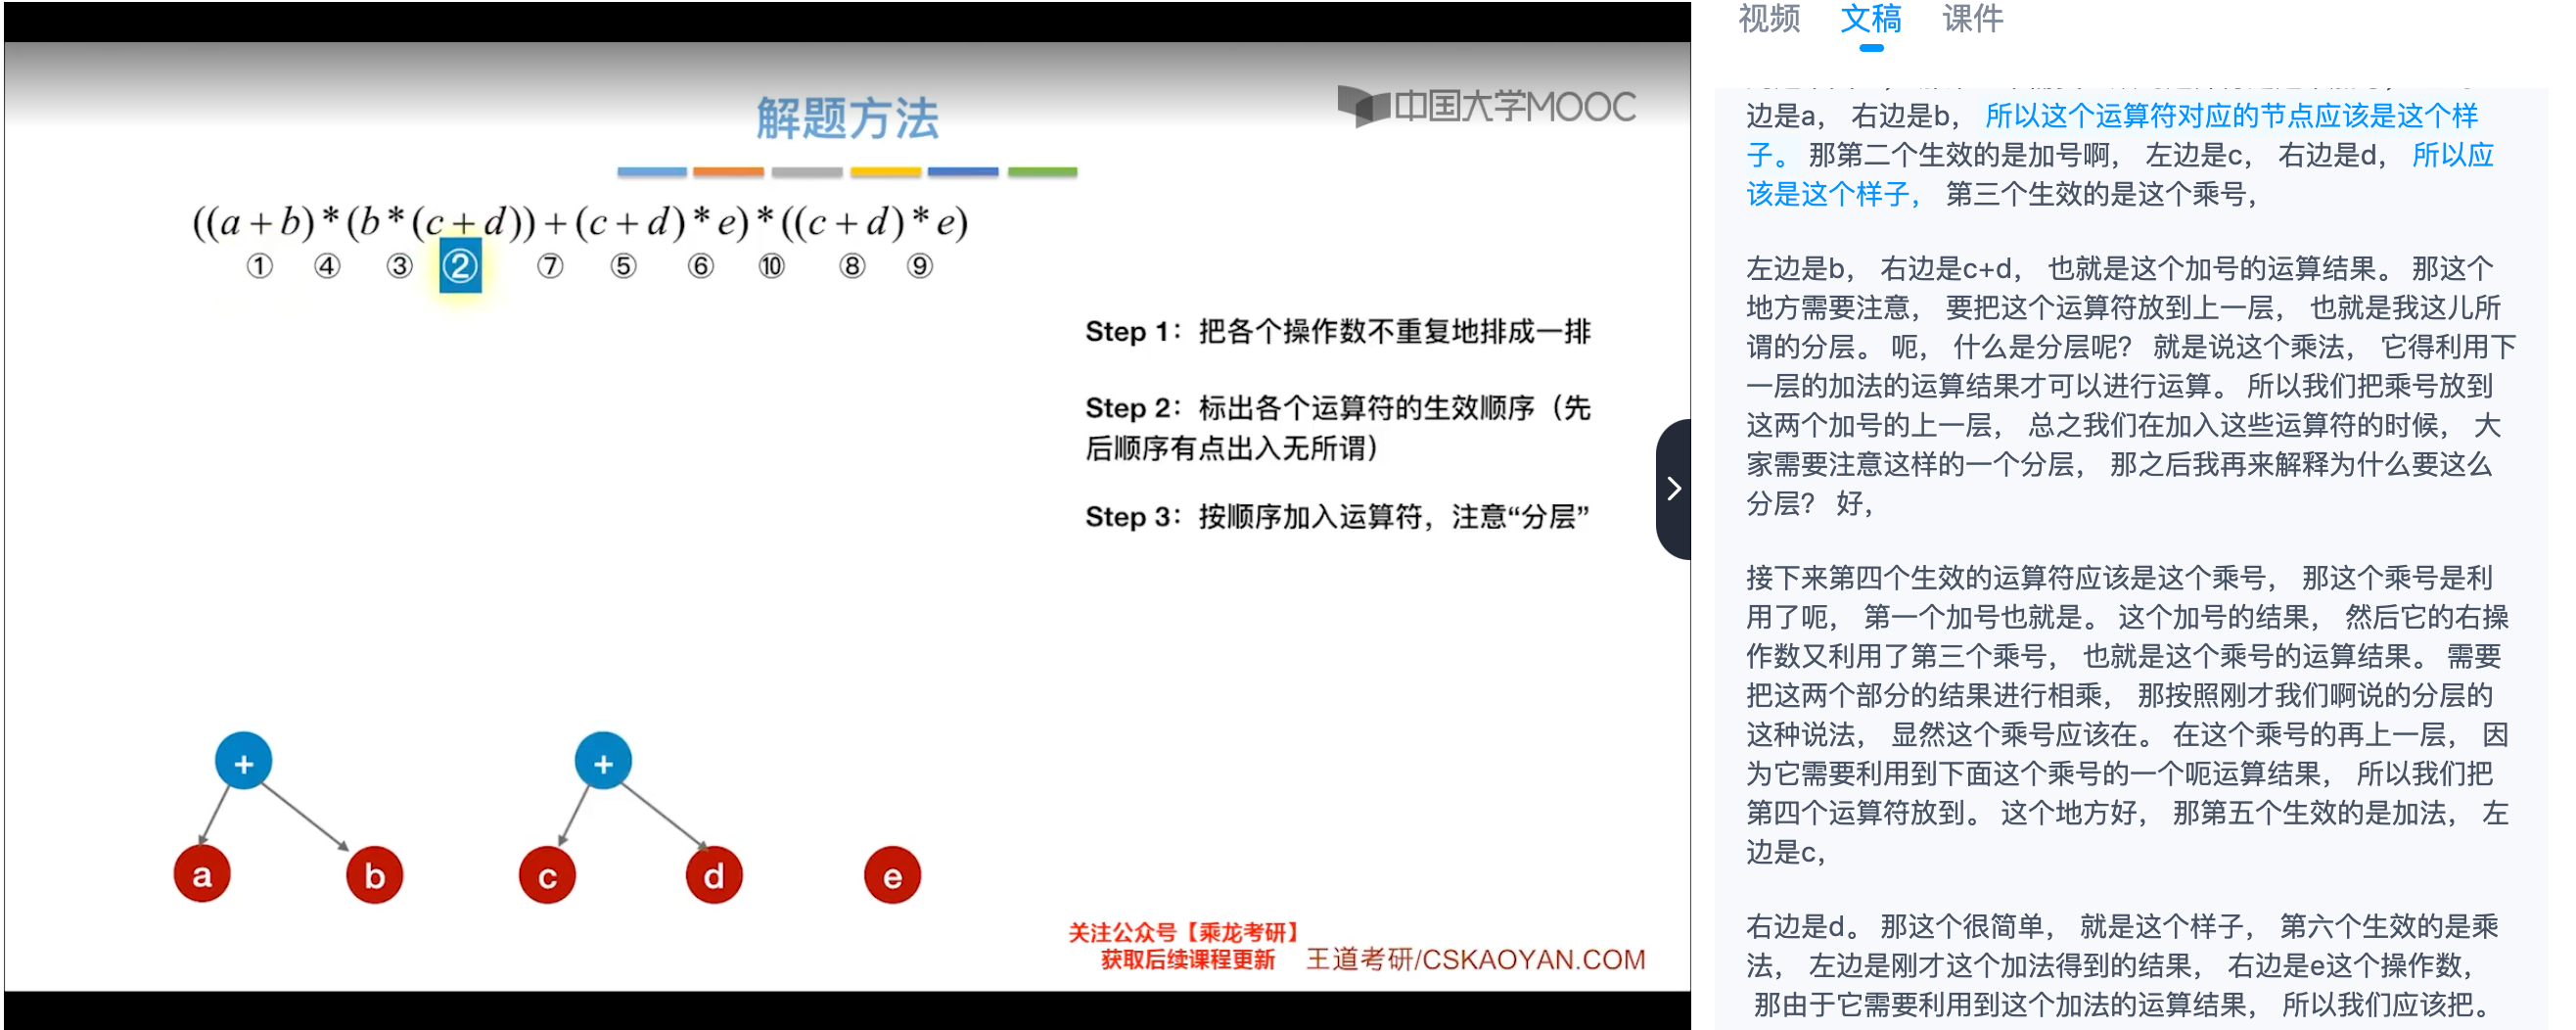 解题方法
中国大学MOOC
((a+b)*(b*(c+d))+(c+d)*e)*((c+d)*e)
① ④ ③ ② ⑦ ⑤ ⑥ ⑩ ⑧ ⑨
Step 1：把各个操作数不重复地排成一排
Step 2：标出各个运算符的生效顺序（先
后顺序有点出入无所谓）
Step 3：按顺序加入运算符，注意“分层”
+ +
a b c d e
关注公众号【乘龙考研】
获取后续课程更新
王道考研/CSKAOYAN.COM
视频 文稿 课件
边是a， 右边是b， 所以这个运算符对应的节点应该是这个样
子。 那第二个生效的是加号啊， 左边是c， 右边是d， 所以应
该是这个样子， 第三个生效的是这个乘号，
左边是b， 右边是c+d， 也就是这个加号的运算结果。 那这个
地方需要注意， 要把这个运算符放到上一层， 也就是我这儿所
谓的分层。 呃， 什么是分层呢？ 就是说这个乘法， 它得利用下
一层的加法的运算结果才可以进行运算。 所以我们把乘号放到
这两个加号的上一层， 总之我们在加入这些运算符的时候， 大
家需要注意这样的一个分层， 那之后我再来解释为什么要这么
分层？ 好，
接下来第四个生效的运算符应该是这个乘号， 那这个乘号是利
用了呃， 第一个加号也就是。 这个加号的结果， 然后它的右操
作数又利用了第三个乘号， 也就是这个乘号的运算结果。 需要
把这两个部分的结果进行相乘， 那按照刚才我们啊说的分层的
这种说法， 显然这个乘号应该在。 在这个乘号的再上一层， 因
为它需要利用到下面这个乘号的一个呃运算结果， 所以我们把
第四个运算符放到。 这个地方好， 那第五个生效的是加法， 左
边是c，
右边是d。 那这个很简单， 就是这个样子， 第六个生效的是乘
法， 左边是刚才这个加法得到的结果， 右边是e这个操作数，
那由于它需要利用到这个加法的运算结果， 所以我们应该把。